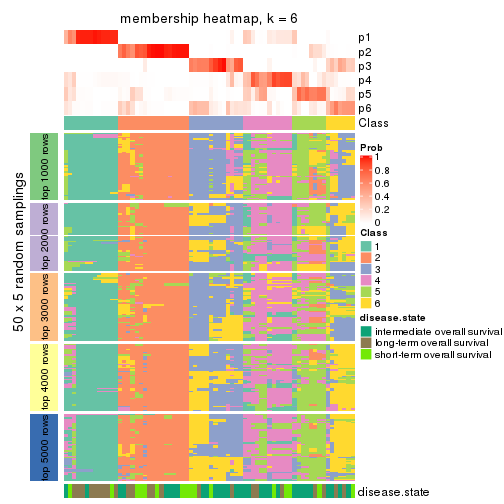 membership heatmap, k = 6
p1
p2
p3
p4
p5
p6
Class
50 x 5 random samplings
top 1000 rows
top 2000 rows
top 3000 rows
top 4000 rows
top 5000 rows
Prob
1
0.8
0.6
0.4
0.2
0
Class
1
2
3
4
5
6
disease.state
intermediate overall survival
long-term overall survival
short-term overall survival
disease.state